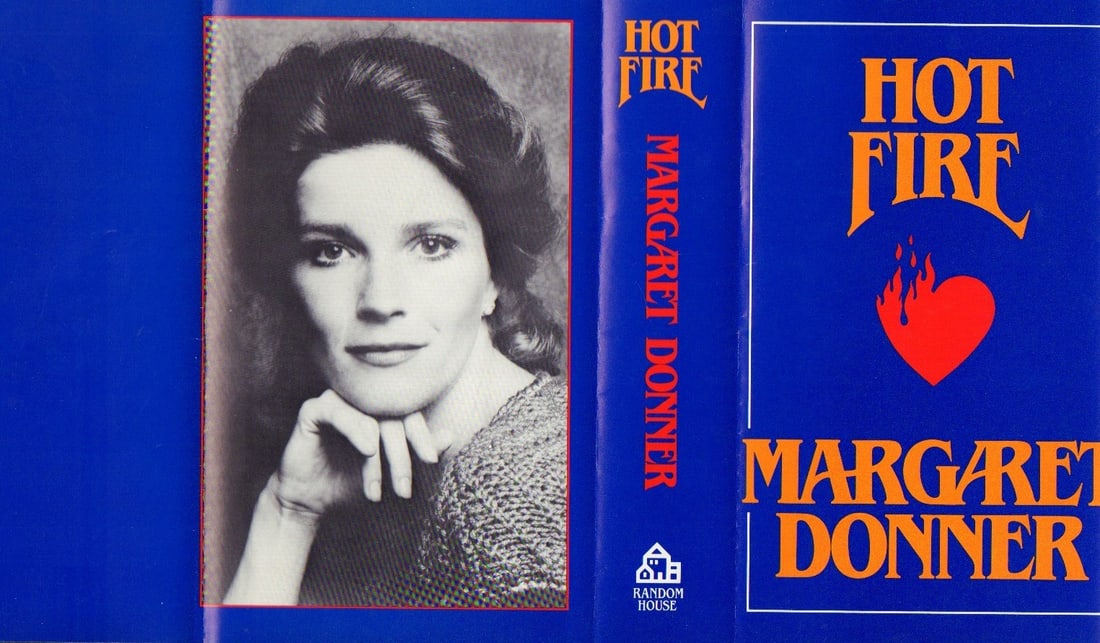 HOT
FIRE
MARGARET DONNER
RANDOM
HOUSE
HOT
FIRE
MARGARET
DONNER